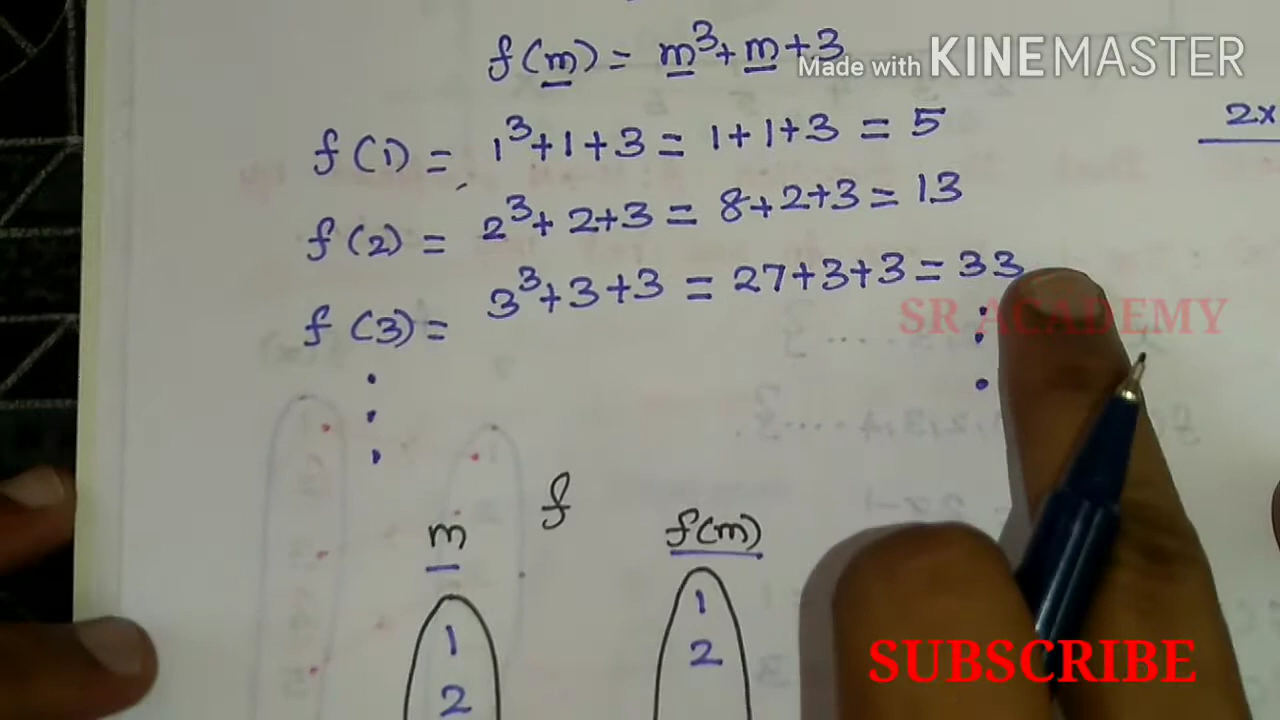 f(m) = m³+m+3
Made with KINEMASTER
f(1) = 1³+1+3 = 1+1+3 = 5
2x
f(2) = 2³+2+3 = 8+2+3 = 13
f(3) = 3³+3+3 = 27+3+3 = 33
SR ACADEMY
f
m f(m)
1 1
2 2
SUBSCRIBE